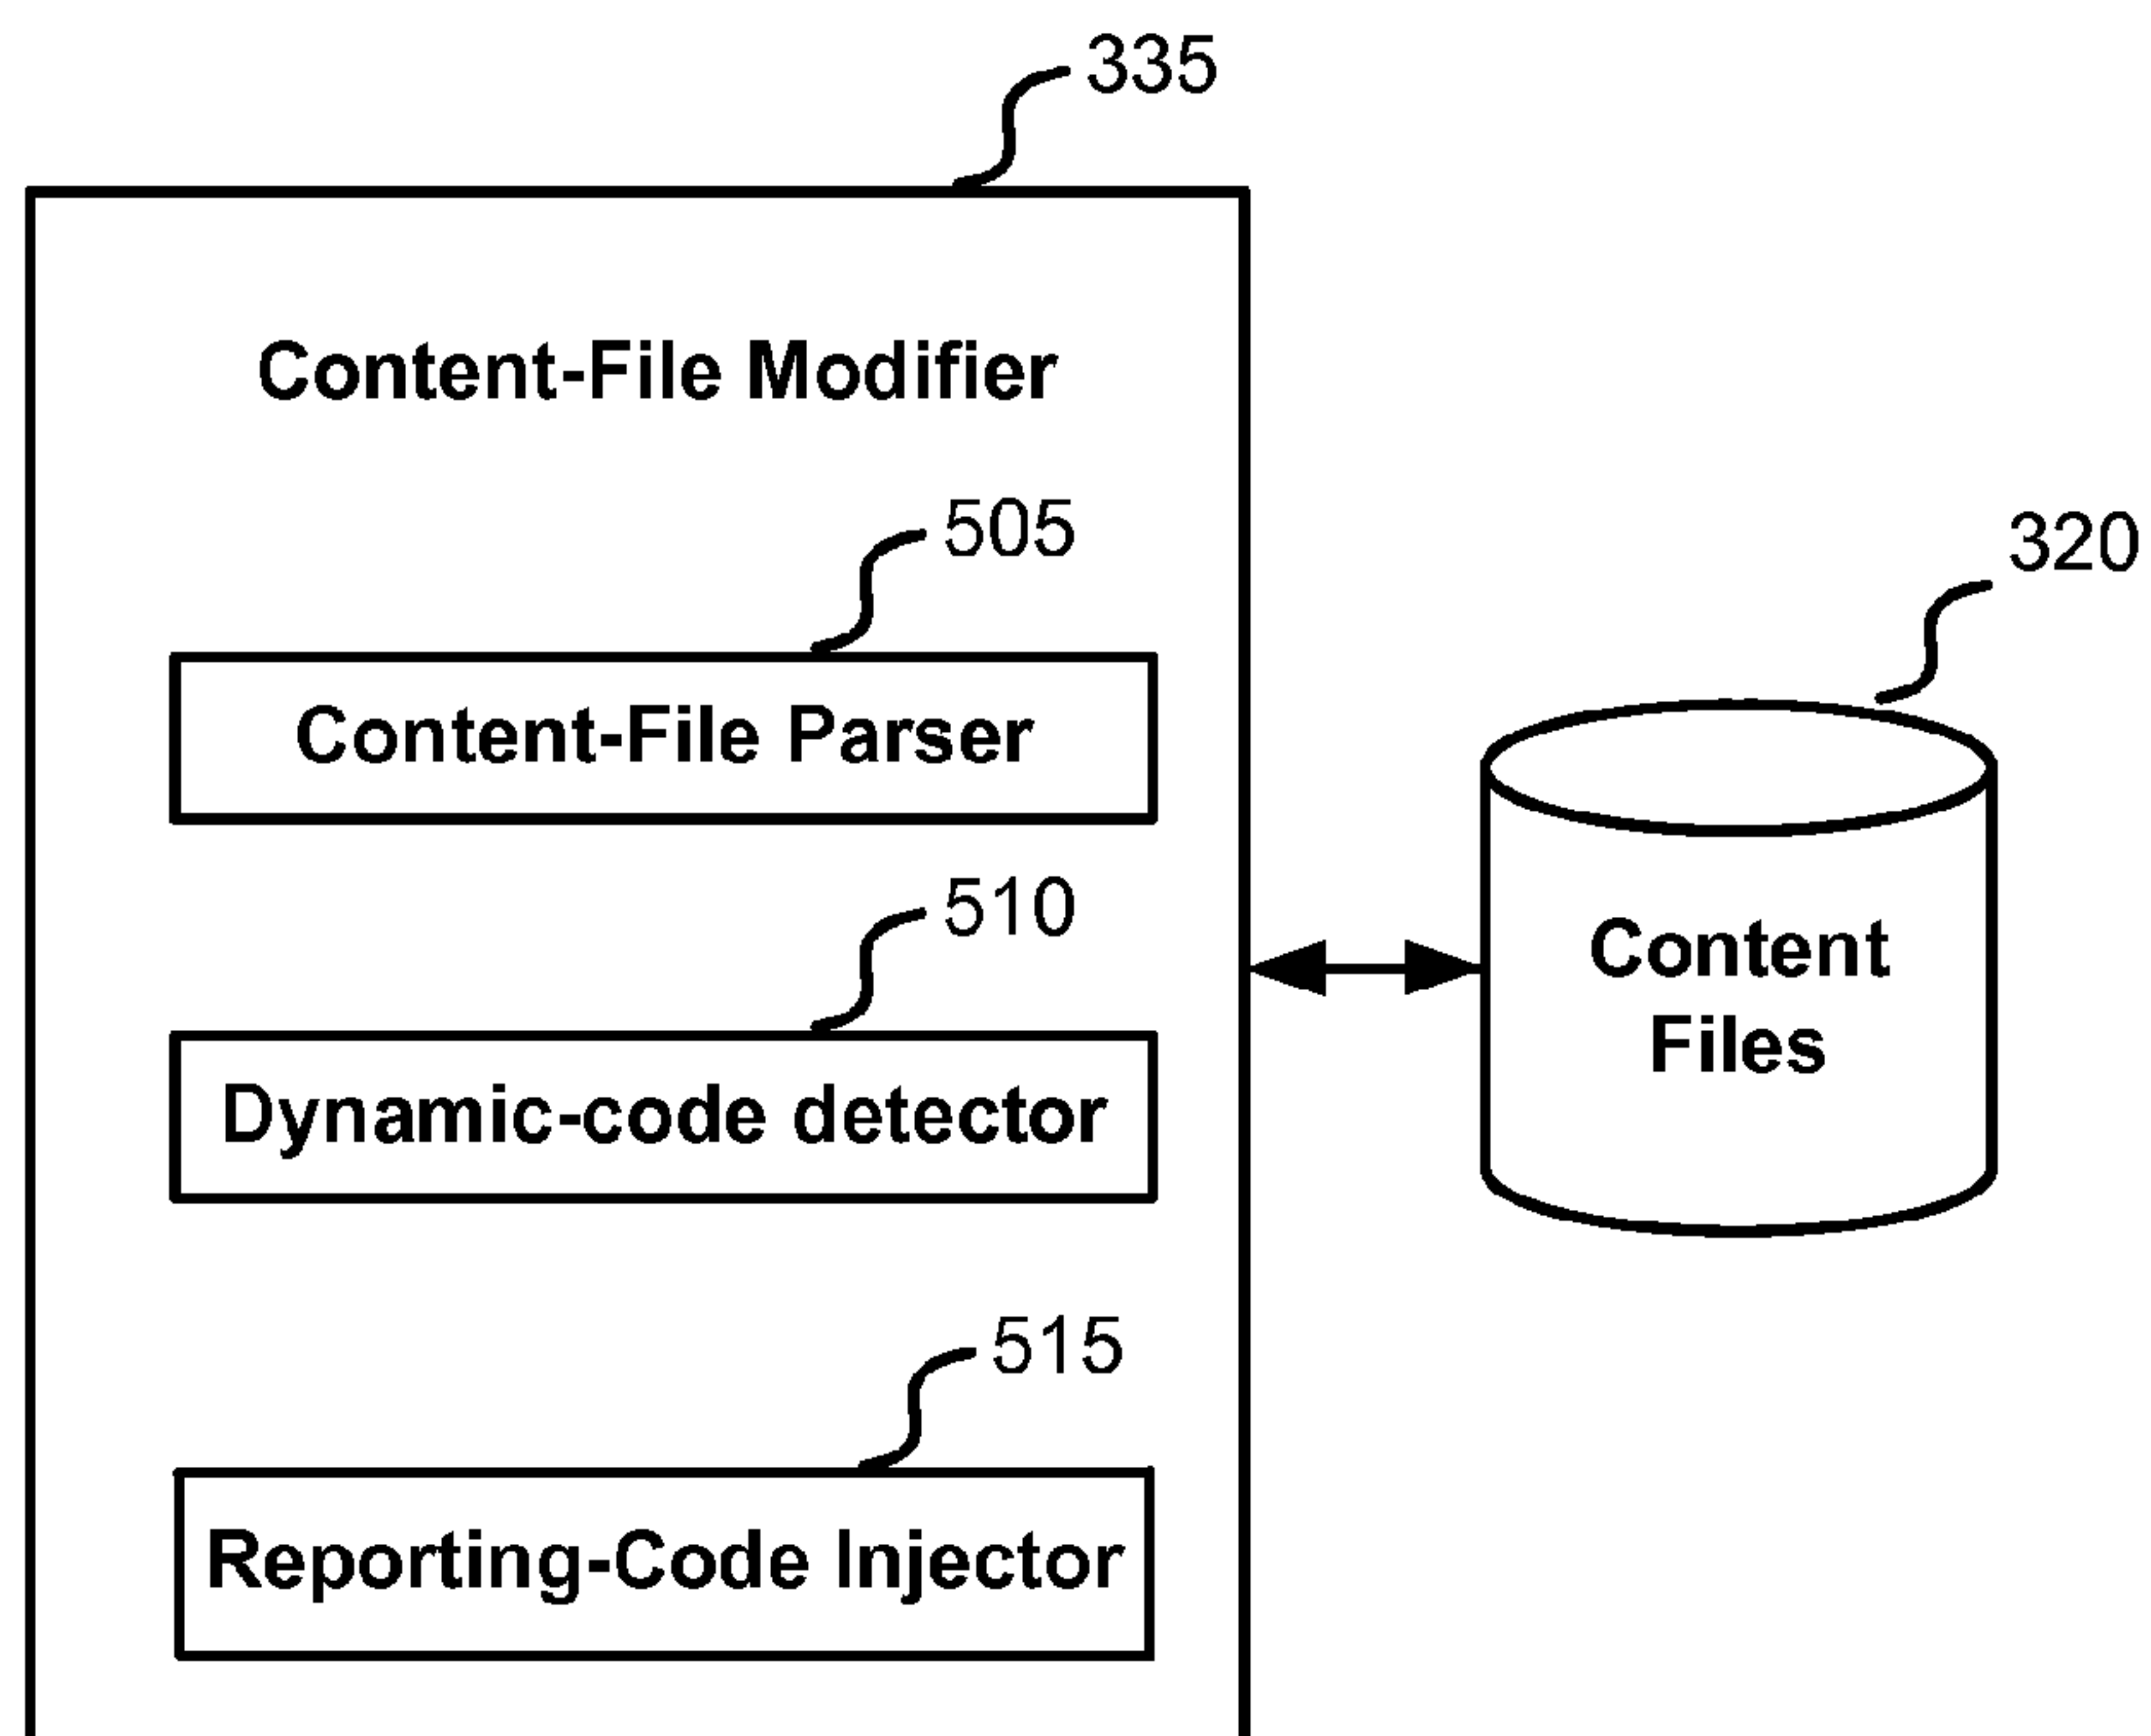 335
Content-File Modifier
505
320
Content-File Parser
510
Content
Files
Dynamic-code detector
515
Reporting-Code Injector